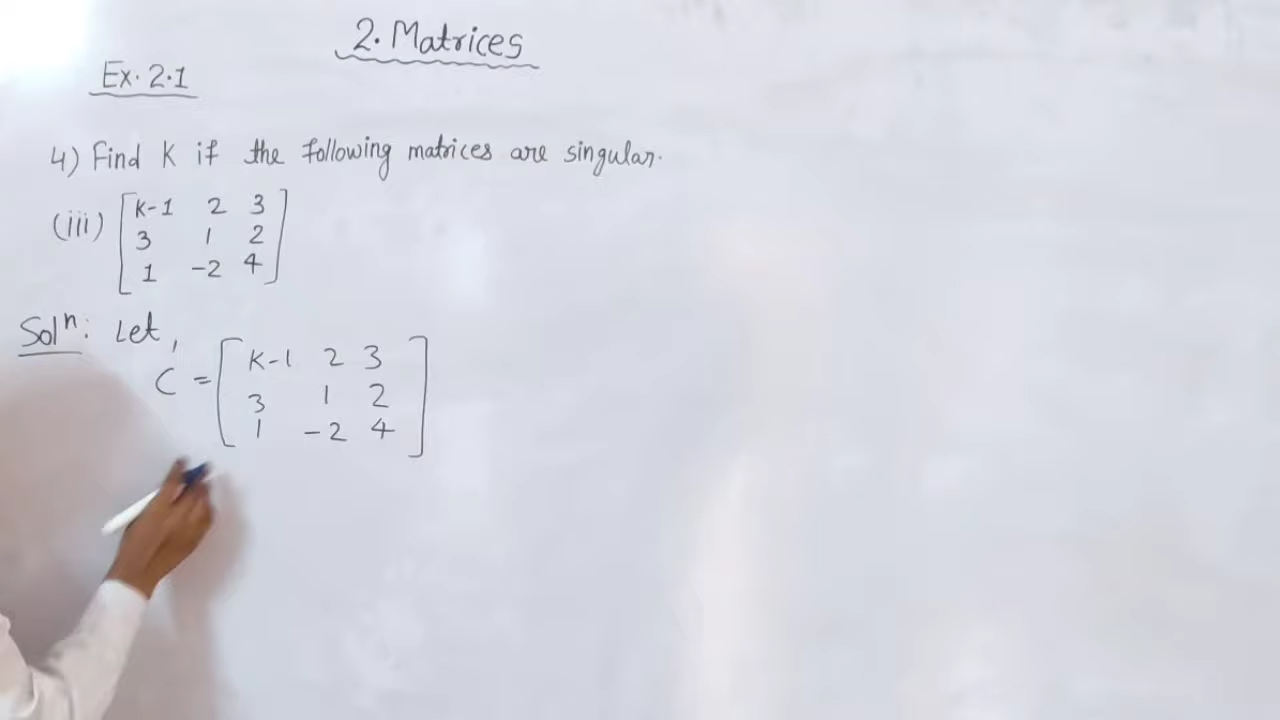 2. Matrices
Ex. 2.1
4) Find K if the following matrices are singular.
(iii) [K-1 2 3
3 1 2
1 -2 4]
Solⁿ: Let,
C = [K-1 2 3
3 1 2
1 -2 4]